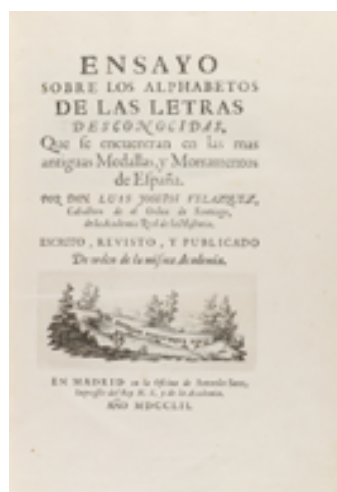 ENSAYO
SOBRE LOS ALPHABETOS
DE LAS LETRAS
DESCONOCIDAS,
Que se encuentran en las mas
antiguas Medallas, y Monumentos
de España.
POR DON LUIS JOSEPH VELAZQUEZ,
Caballero de el Orden de Santiago,
de la Academia Real de la Historia.
ESCRITO, REVISTO, Y PUBLICADO
De orden de la misma Academia.
EN MADRID en la Oficina de Antonio Sanz,
Impressor del Rey N. S. y de la Academia.
AÑO MDCCLII.